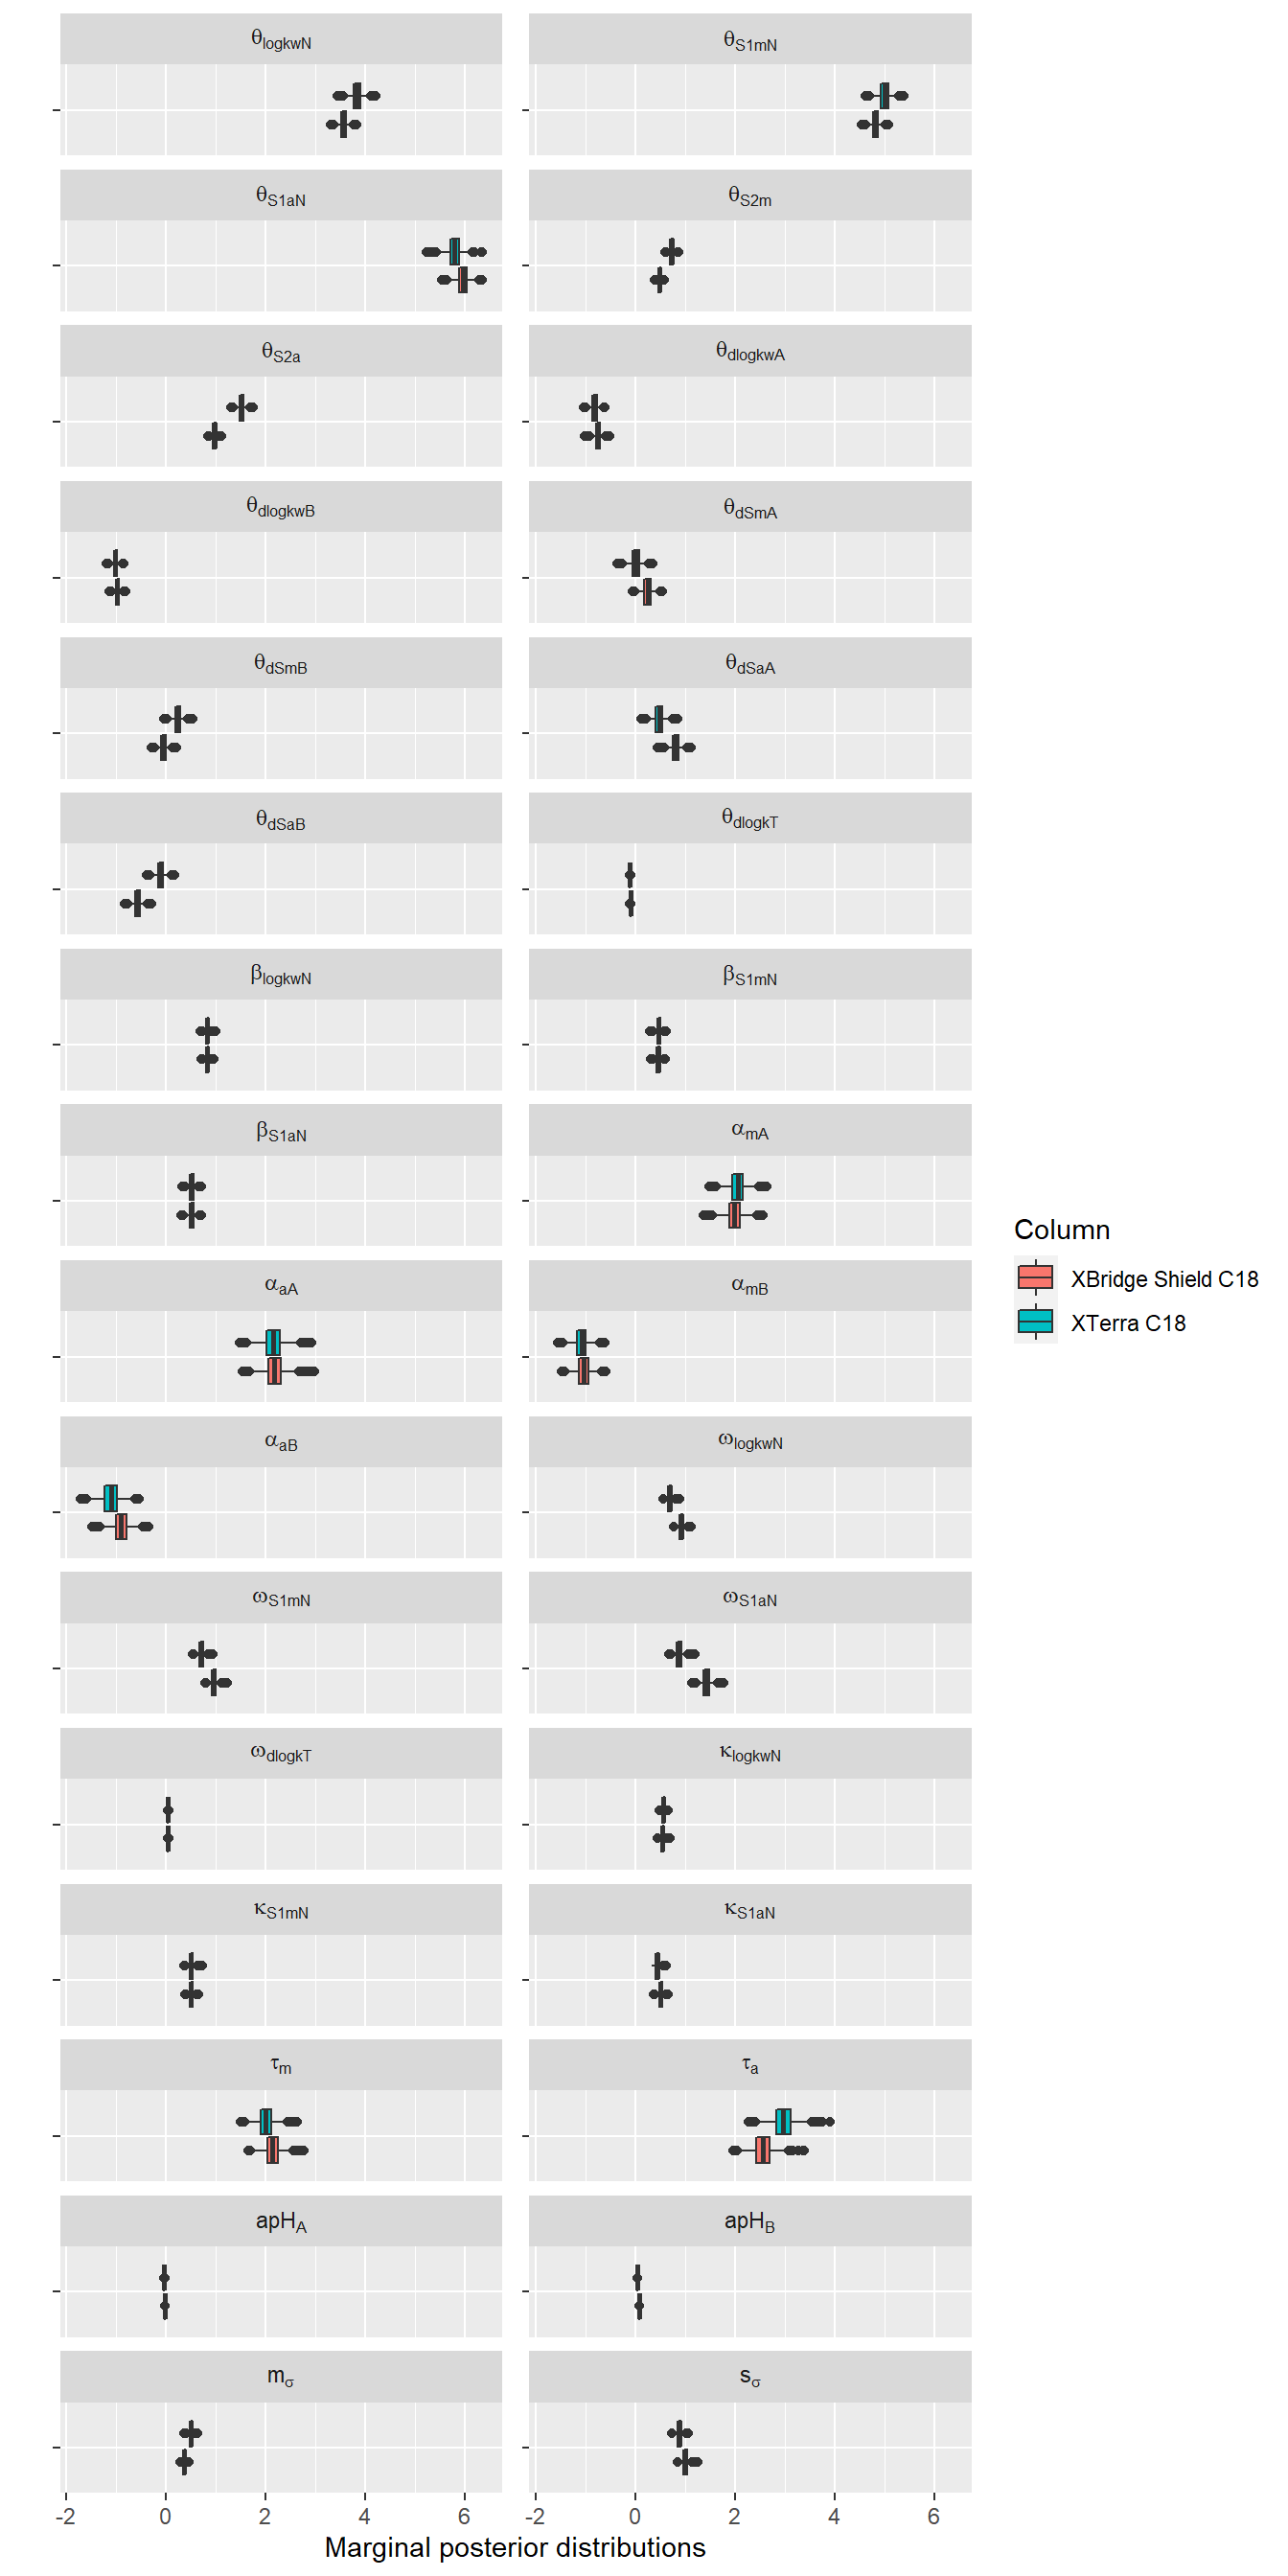 θlogkwN
θS1mN
θS1aN
θS2m
θS2a
θdlogkwA
θdlogkwB
θdSmA
θdSmB
θdSaA
θdSaB
θdlogkT
βlogkwN
βS1mN
βS1aN
αmA
αaA
αmB
αaB
ωlogkwN
ωS1mN
ωS1aN
ωdlogkT
κlogkwN
κS1mN
κS1aN
τm
τa
apHA
apHB
mσ
sσ
-2 0 2 4 6
-2 0 2 4 6
Marginal posterior distributions
Column
XBridge Shield C18
XTerra C18